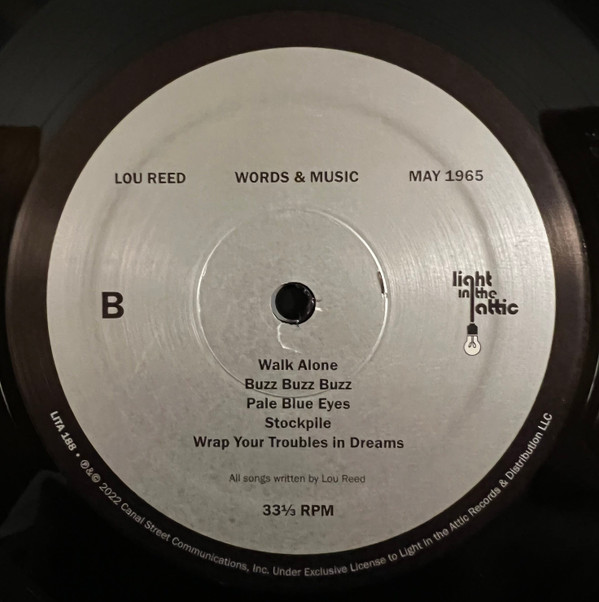 LOU REED WORDS & MUSIC MAY 1965
B
light
in the
attic
Walk Alone
Buzz Buzz Buzz
Pale Blue Eyes
Stockpile
Wrap Your Troubles in Dreams
All songs written by Lou Reed
33⅓ RPM
LITA 188 • ℗&© 2022 Canal Street Communications, Inc. Under Exclusive License to Light in the Attic Records & Distribution LLC